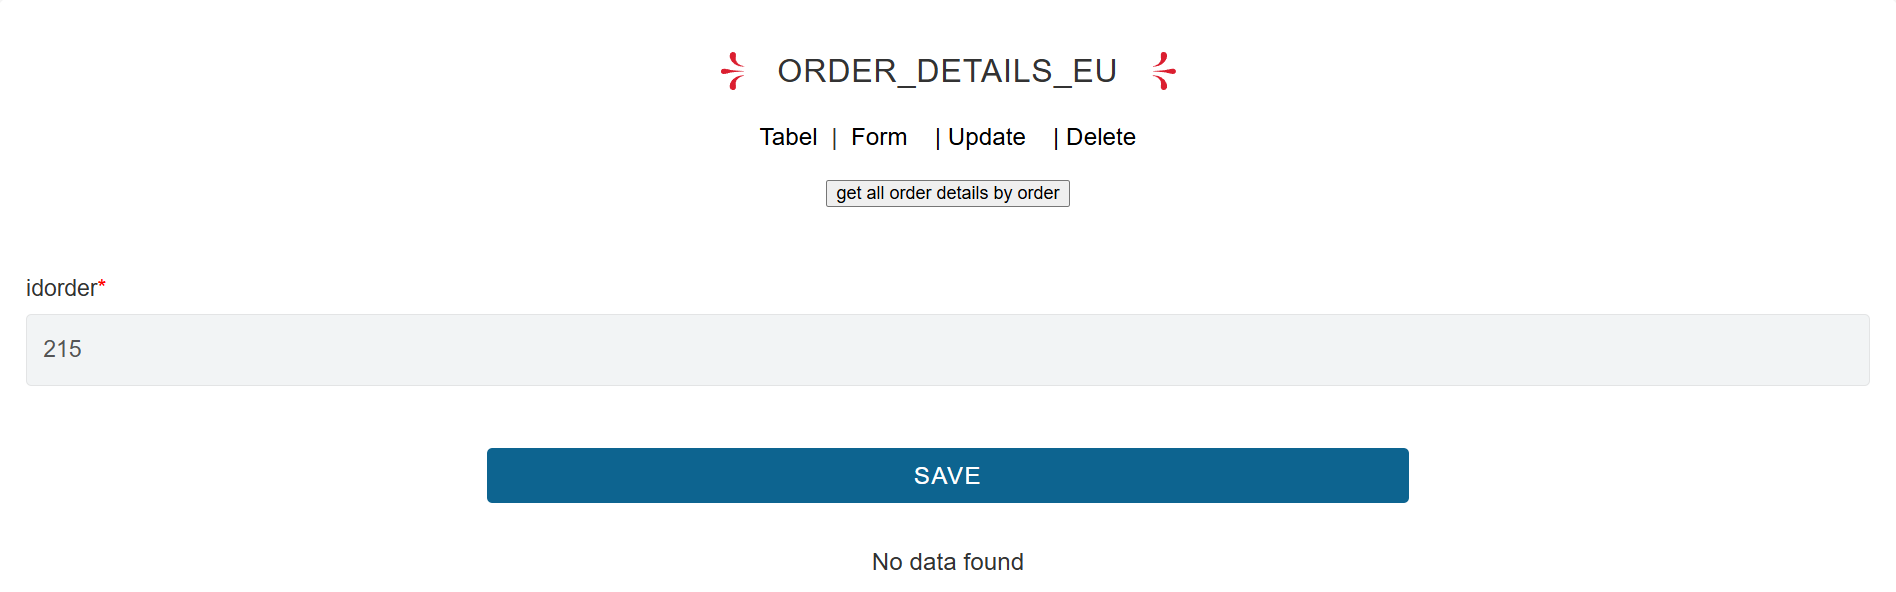 ORDER_DETAILS_EU
Tabel | Form | Update | Delete
get all order details by order
idorder*
215
SAVE
No data found